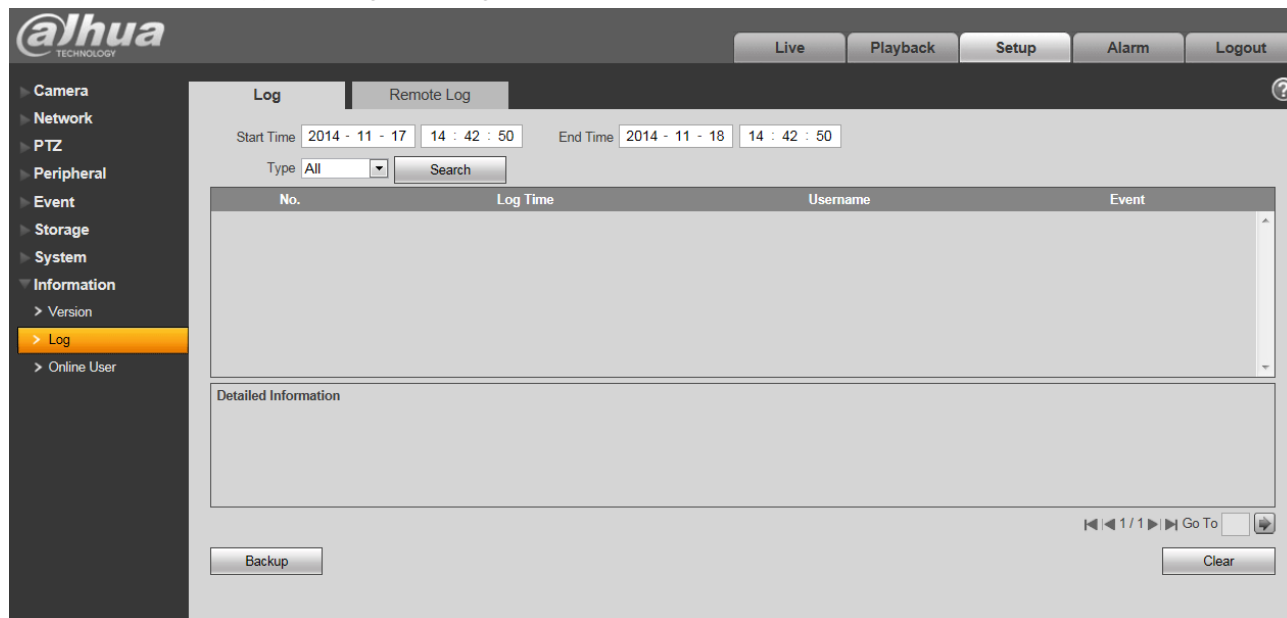 alhua
TECHNOLOGY
Live Playback Setup Alarm Logout
Camera
Network
PTZ
Peripheral
Event
Storage
System
Information
> Version
> Log
> Online User
Log Remote Log ?
Start Time 2014 - 11 - 17 14 : 42 : 50 End Time 2014 - 11 - 18 14 : 42 : 50
Type All Search
No. Log Time Username Event
Detailed Information
1 / 1 Go To
Backup Clear